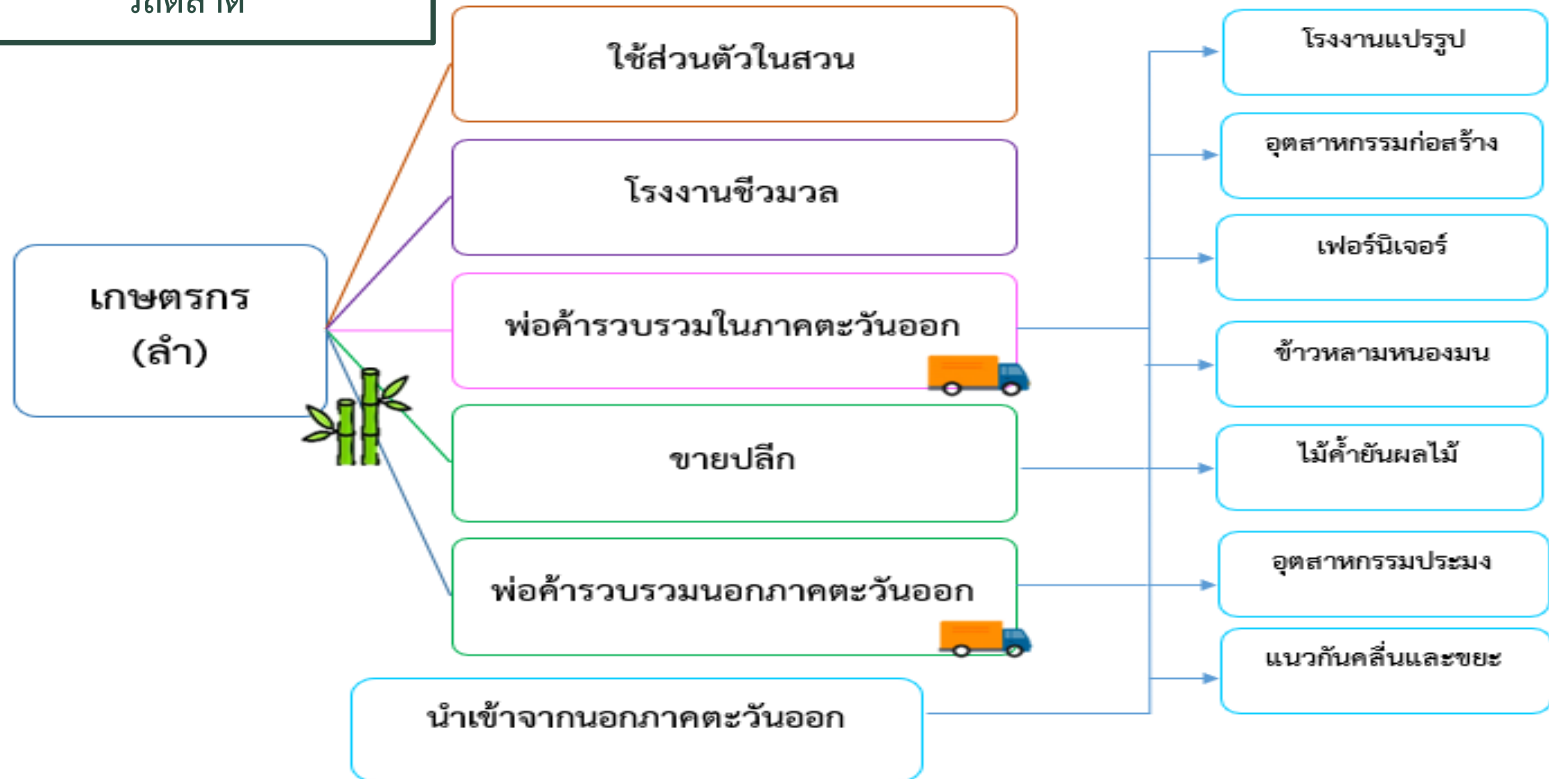 วิถีตลาด
ใช้ส่วนตัวในสวน
โรงงานชีวมวล
เกษตรกร
(ลำ)
พ่อค้ารวบรวมในภาคตะวันออก
ขายปลีก
พ่อค้ารวบรวมนอกภาคตะวันออก
นำเข้าจากนอกภาคตะวันออก
โรงงานแปรรูป
อุตสาหกรรมก่อสร้าง
เฟอร์นิเจอร์
ข้าวหลามหนองมน
ไม้ค้ำยันผลไม้
อุตสาหกรรมประมง
แนวกันคลื่นและขยะ